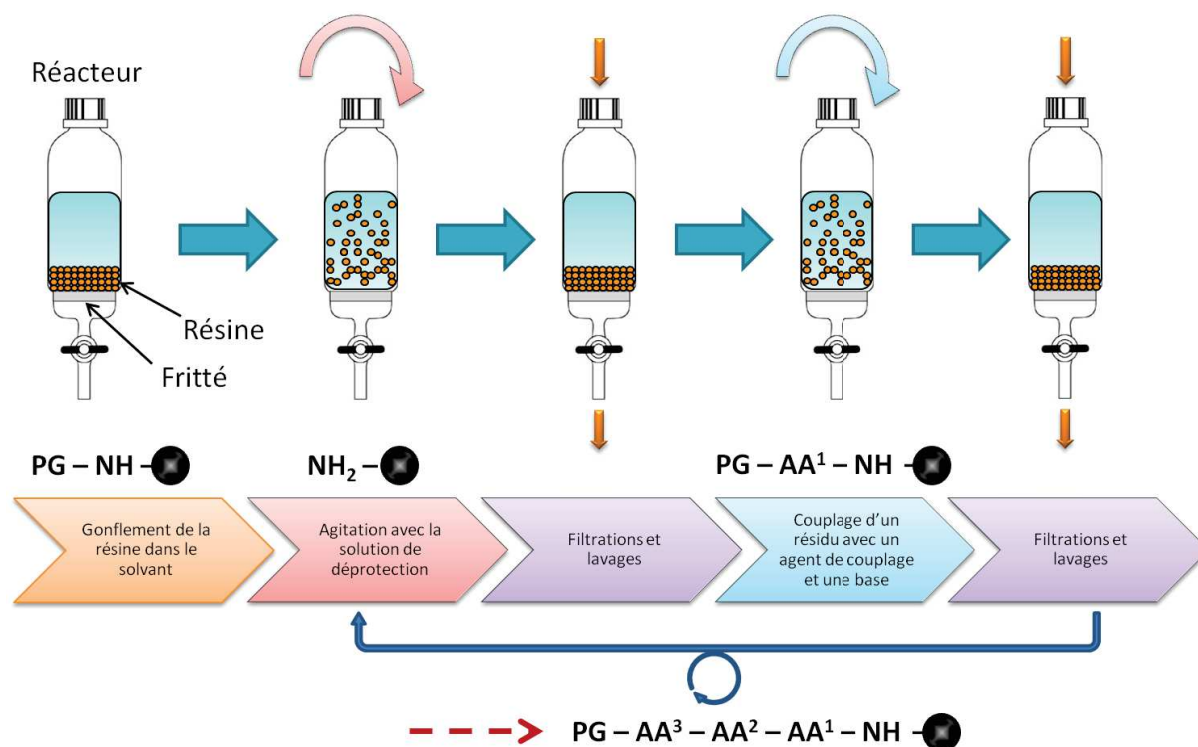 Réacteur
Résine
Fritté
PG – NH –
NH₂ –
PG – AA¹ – NH –
Gonflement de la
résine dans le
solvant
Agitation avec la
solution de
déprotection
Filtrations et
lavages
Couplage d'un
résidu avec un
agent de couplage
et une base
Filtrations et
lavages
PG – AA³ – AA² – AA¹ – NH –